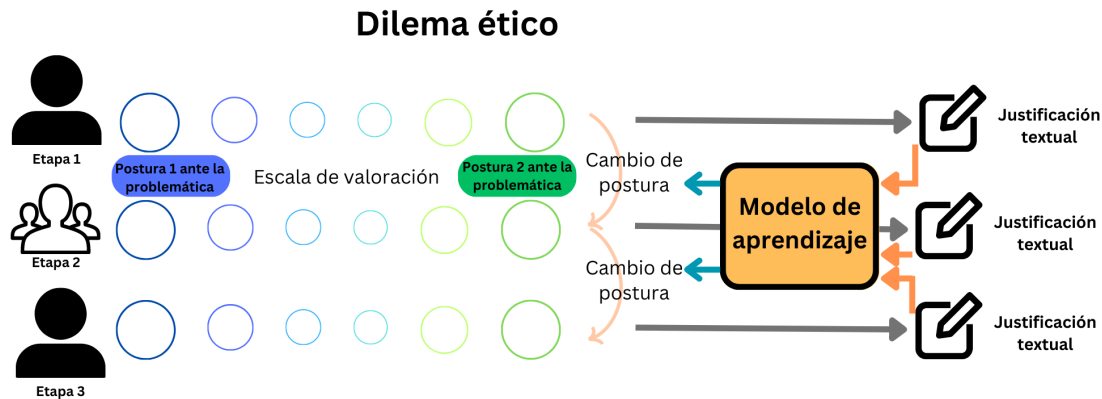 Dilema ético
Etapa 1
Justificación
textual
Postura 1 ante la
problemática
Escala de valoración
Postura 2 ante la
problemática
Cambio de
postura
Modelo de
aprendizaje
Etapa 2
Justificación
textual
Cambio de
postura
Etapa 3
Justificación
textual